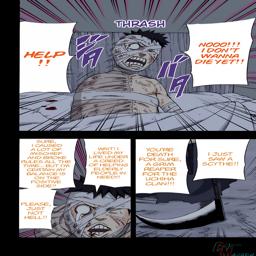 THRASH
NOOO!!!
I DON'T
WANNA
DIE YET!!
HELP
!!
I JUST
SAW A
SCYTHE!!
YOU'RE
DEATH
FOR SURE,
A GRIM
REAPER
FOR THE
UCHIHA
CLAN!!!
WAIT! I
LIVED MY
LIFE UNDER
A CREED
OF HELPING
ELDERLY
PEOPLE IN
NEED!!!
SURE,
I CAUSED
A LOT OF
MISCHIEF
AND BROKE
RULES ALL THE
TIME... BUT I'M
CERTAIN MY
BALANCE IS
ON THE
POSITIVE
SIDE!!
PLEASE,
JUST
NOT
HELL!!